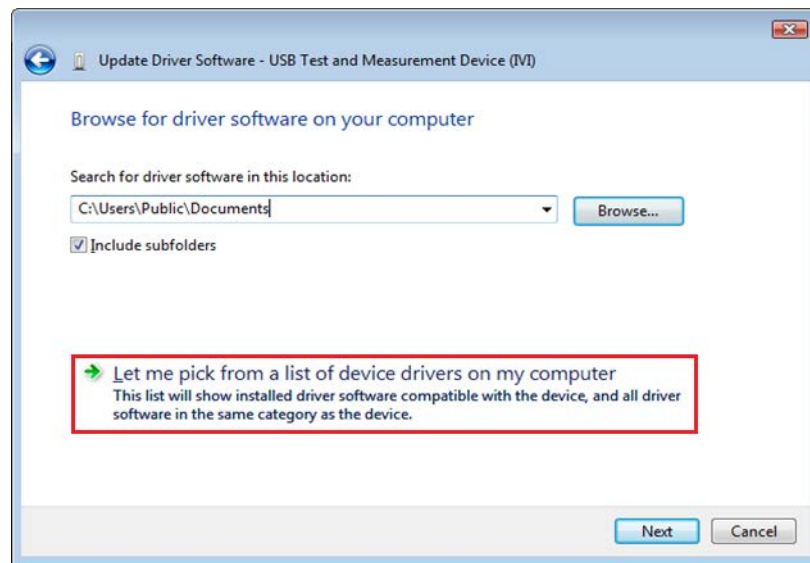 Update Driver Software - USB Test and Measurement Device (IVI)
Browse for driver software on your computer
Search for driver software in this location:
C:\Users\Public\Documents
Browse...
Include subfolders
Let me pick from a list of device drivers on my computer
This list will show installed driver software compatible with the device, and all driver
software in the same category as the device.
Next
Cancel